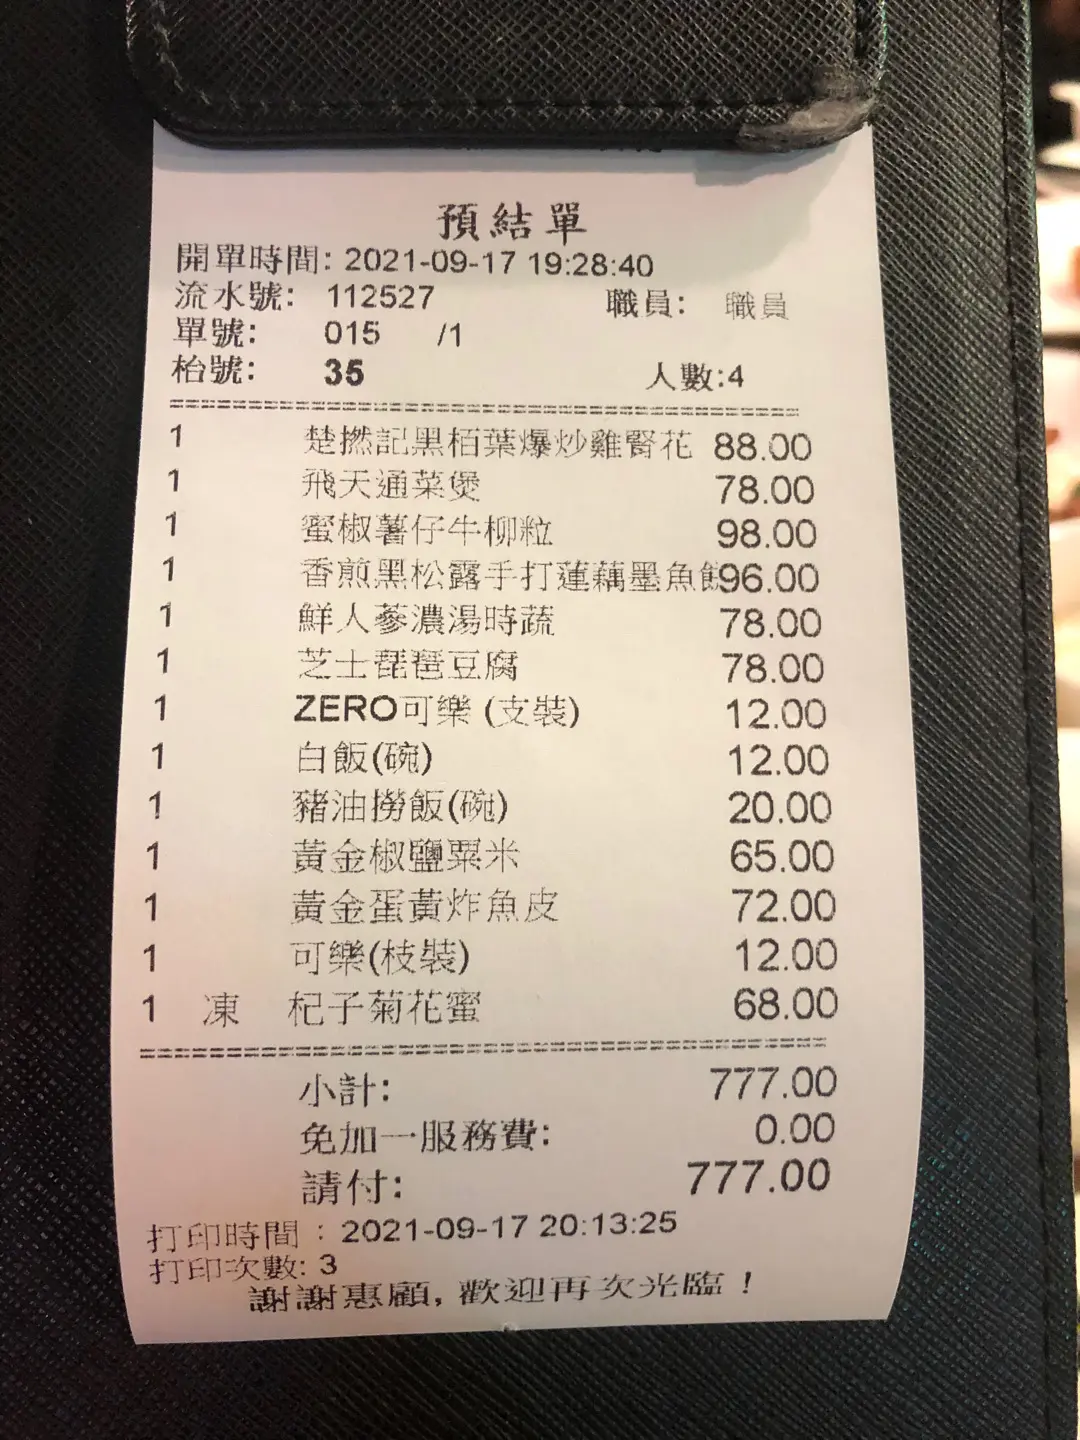 預結單
開單時間: 2021-09-17 19:28:40
流水號: 112527 職員: 職員
單號: 015 /1
枱號: 35 人數:4
1 楚撚記黑栢葉爆炒雞腎花 88.00
1 飛天通菜煲 78.00
1 蜜椒薯仔牛柳粒 98.00
1 香煎黑松露手打蓮藕墨魚 96.00
1 鮮人蔘濃湯時蔬 78.00
1 芝士琵琶豆腐 78.00
1 ZERO可樂 (支裝) 12.00
1 白飯(碗) 12.00
1 豬油撈飯(碗) 20.00
1 黃金椒鹽粟米 65.00
1 黃金蛋黃炸魚皮 72.00
1 可樂(枝裝) 12.00
1 凍 杞子菊花蜜 68.00
小計: 777.00
免加一服務費: 0.00
請付: 777.00
打印時間 : 2021-09-17 20:13:25
打印次數: 3
謝謝惠顧, 歡迎再次光臨 !